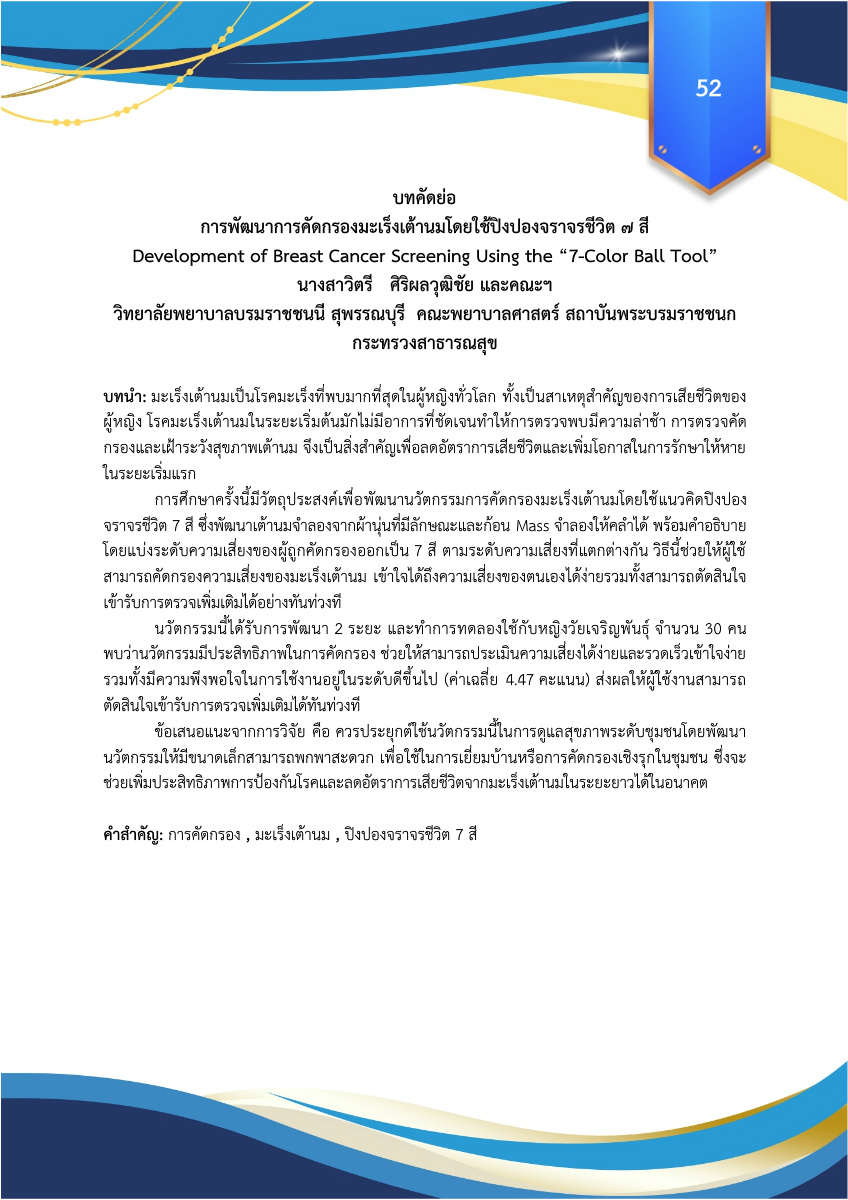 52
บทคัดย่อ
การพัฒนาการคัดกรองมะเร็งเต้านมโดยใช้ปิงปองจราจรชีวิต ๗ สี
Development of Breast Cancer Screening Using the “7-Color Ball Tool”
นางสาวิตรี ศิริผลวุฒิชัย และคณะฯ
วิทยาลัยพยาบาลบรมราชชนนี สุพรรณบุรี คณะพยาบาลศาสตร์ สถาบันพระบรมราชชนก
กระทรวงสาธารณสุข
บทนำ: มะเร็งเต้านมเป็นโรคมะเร็งที่พบมากที่สุดในผู้หญิงทั่วโลก ทั้งเป็นสาเหตุสำคัญของการเสียชีวิตของ
ผู้หญิง โรคมะเร็งเต้านมในระยะเริ่มต้นมักไม่มีอาการที่ชัดเจนทำให้การตรวจพบมีความล่าช้า การตรวจคัด
กรองและเฝ้าระวังสุขภาพเต้านม จึงเป็นสิ่งสำคัญเพื่อลดอัตราการเสียชีวิตและเพิ่มโอกาสในการรักษาให้หาย
ในระยะเริ่มแรก
การศึกษาครั้งนี้มีวัตถุประสงค์เพื่อพัฒนานวัตกรรมการคัดกรองมะเร็งเต้านมโดยใช้แนวคิดปิงปอง
จราจรชีวิต 7 สี ซึ่งพัฒนาเต้านมจำลองจากผ้านุ่นที่มีลักษณะและก้อน Mass จำลองให้คลำได้ พร้อมคำอธิบาย
โดยแบ่งระดับความเสี่ยงของผู้ถูกคัดกรองออกเป็น 7 สี ตามระดับความเสี่ยงที่แตกต่างกัน วิธีนี้ช่วยให้ผู้ใช้
สามารถคัดกรองความเสี่ยงของมะเร็งเต้านม เข้าใจได้ถึงความเสี่ยงของตนเองได้ง่ายรวมทั้งสามารถตัดสินใจ
เข้ารับการตรวจเพิ่มเติมได้อย่างทันท่วงที
นวัตกรรมนี้ได้รับการพัฒนา 2 ระยะ และทำการทดลองใช้กับหญิงวัยเจริญพันธุ์ จำนวน 30 คน
พบว่านวัตกรรมมีประสิทธิภาพในการคัดกรอง ช่วยให้สามารถประเมินความเสี่ยงได้ง่ายและรวดเร็วเข้าใจง่าย
รวมทั้งมีความพึงพอใจในการใช้งานอยู่ในระดับดีขึ้นไป (ค่าเฉลี่ย 4.47 คะแนน) ส่งผลให้ผู้ใช้งานสามารถ
ตัดสินใจเข้ารับการตรวจเพิ่มเติมได้ทันท่วงที
ข้อเสนอแนะจากการวิจัย คือ ควรประยุกต์ใช้นวัตกรรมนี้ในการดูแลสุขภาพระดับชุมชนโดยพัฒนา
นวัตกรรมให้มีขนาดเล็กสามารถพกพาสะดวก เพื่อใช้ในการเยี่ยมบ้านหรือการคัดกรองเชิงรุกในชุมชน ซึ่งจะ
ช่วยเพิ่มประสิทธิภาพการป้องกันโรคและลดอัตราการเสียชีวิตจากมะเร็งเต้านมในระยะยาวได้ในอนาคต
คำสำคัญ: การคัดกรอง , มะเร็งเต้านม , ปิงปองจราจรชีวิต 7 สี